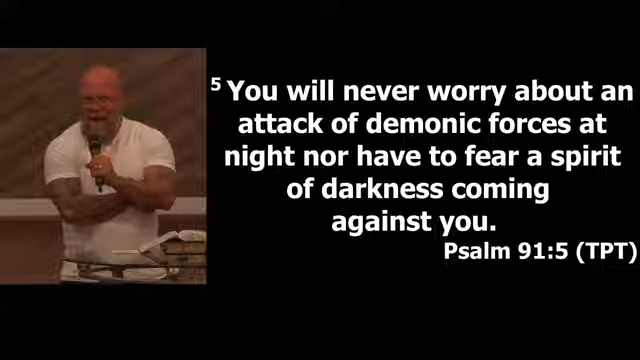 5 You will never worry about an
attack of demonic forces at
night nor have to fear a spirit
of darkness coming
against you.
Psalm 91:5 (TPT)